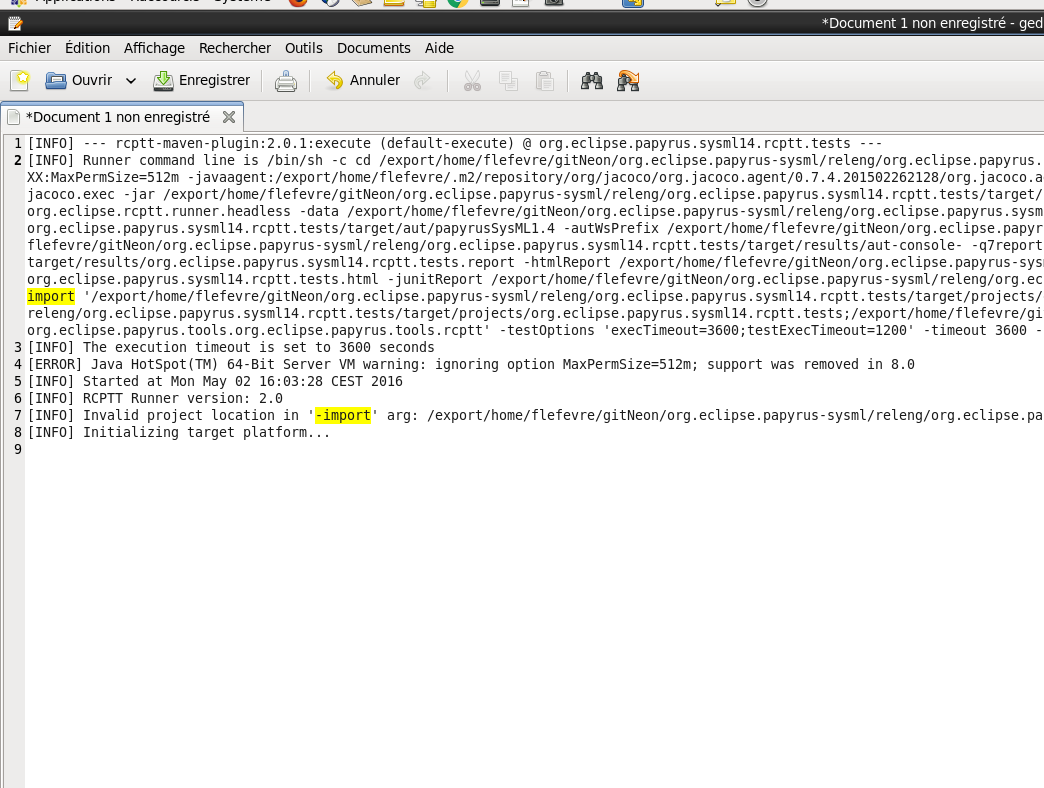 *Document 1 non enregistré - ged
Fichier Édition Affichage Rechercher Outils Documents Aide
Ouvrir Enregistrer Annuler
*Document 1 non enregistré
1 [INFO] --- rcptt-maven-plugin:2.0.1:execute (default-execute) @ org.eclipse.papyrus.sysml14.rcptt.tests ---
2 [INFO] Runner command line is /bin/sh -c cd /export/home/flefevre/gitNeon/org.eclipse.papyrus-sysml/releng/org.eclipse.papyrus.
XX:MaxPermSize=512m -javaagent:/export/home/flefevre/.m2/repository/org/jacoco/org.jacoco.agent/0.7.4.201502262128/org.jacoco.a
jacoco.exec -jar /export/home/flefevre/gitNeon/org.eclipse.papyrus-sysml/releng/org.eclipse.papyrus.sysml14.rcptt.tests/target/
org.eclipse.rcptt.runner.headless -data /export/home/flefevre/gitNeon/org.eclipse.papyrus-sysml/releng/org.eclipse.papyrus.sysm
org.eclipse.papyrus.sysml14.rcptt.tests/target/aut/papyrusSysML1.4 -autWsPrefix /export/home/flefevre/gitNeon/org.eclipse.papyr
flefevre/gitNeon/org.eclipse.papyrus-sysml/releng/org.eclipse.papyrus.sysml14.rcptt.tests/target/results/aut-console- -q7report
target/results/org.eclipse.papyrus.sysml14.rcptt.tests.report -htmlReport /export/home/flefevre/gitNeon/org.eclipse.papyrus-sys
org.eclipse.papyrus.sysml14.rcptt.tests.html -junitReport /export/home/flefevre/gitNeon/org.eclipse.papyrus-sysml/releng/org.ec
import '/export/home/flefevre/gitNeon/org.eclipse.papyrus-sysml/releng/org.eclipse.papyrus.sysml14.rcptt.tests/target/projects/
releng/org.eclipse.papyrus.sysml14.rcptt.tests/target/projects/org.eclipse.papyrus.sysml14.rcptt.tests;/export/home/flefevre/gi
org.eclipse.papyrus.tools.org.eclipse.papyrus.tools.rcptt' -testOptions 'execTimeout=3600;testExecTimeout=1200' -timeout 3600 -
3 [INFO] The execution timeout is set to 3600 seconds
4 [ERROR] Java HotSpot(TM) 64-Bit Server VM warning: ignoring option MaxPermSize=512m; support was removed in 8.0
5 [INFO] Started at Mon May 02 16:03:28 CEST 2016
6 [INFO] RCPTT Runner version: 2.0
7 [INFO] Invalid project location in '-import' arg: /export/home/flefevre/gitNeon/org.eclipse.papyrus-sysml/releng/org.eclipse.pa
8 [INFO] Initializing target platform...
9